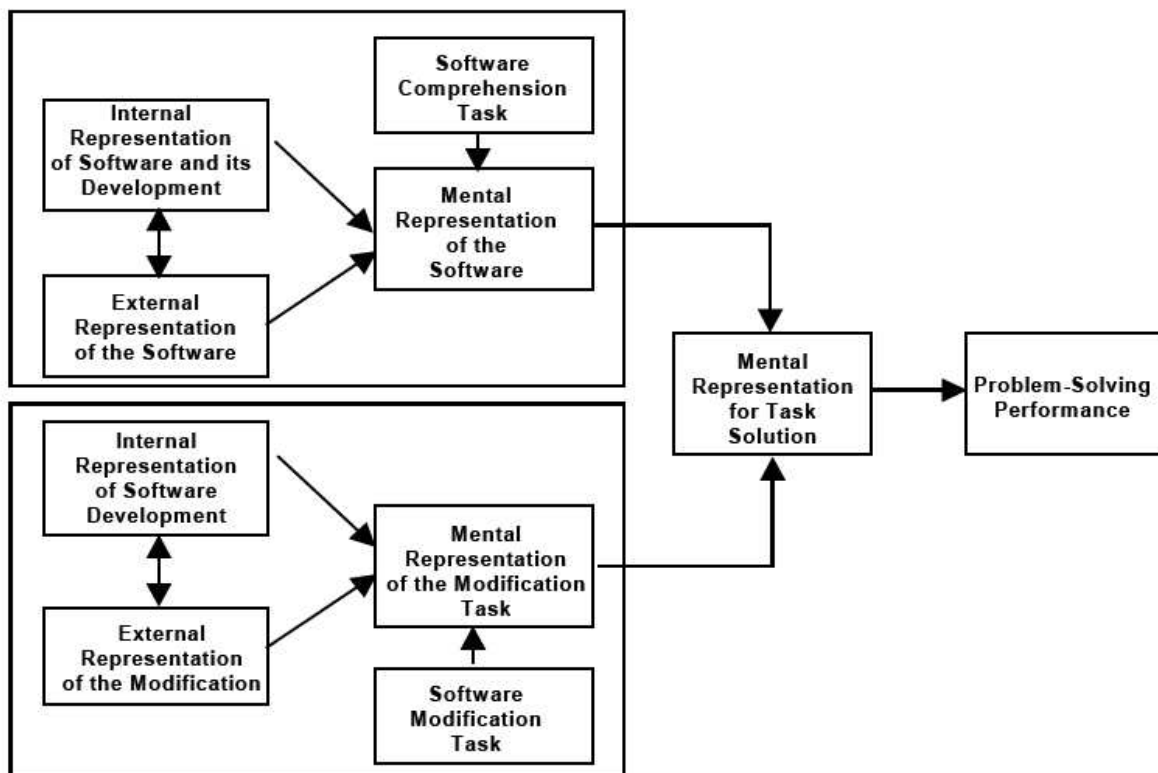 Software
Comprehension
Task
Internal
Representation
of Software and its
Development
Mental
Representation
of the
Software
External
Representation
of the Software
Mental
Representation
for Task
Solution
Problem-Solving
Performance
Internal
Representation
of Software
Development
Mental
Representation
of the Modification
Task
External
Representation
of the Modification
Software
Modification
Task